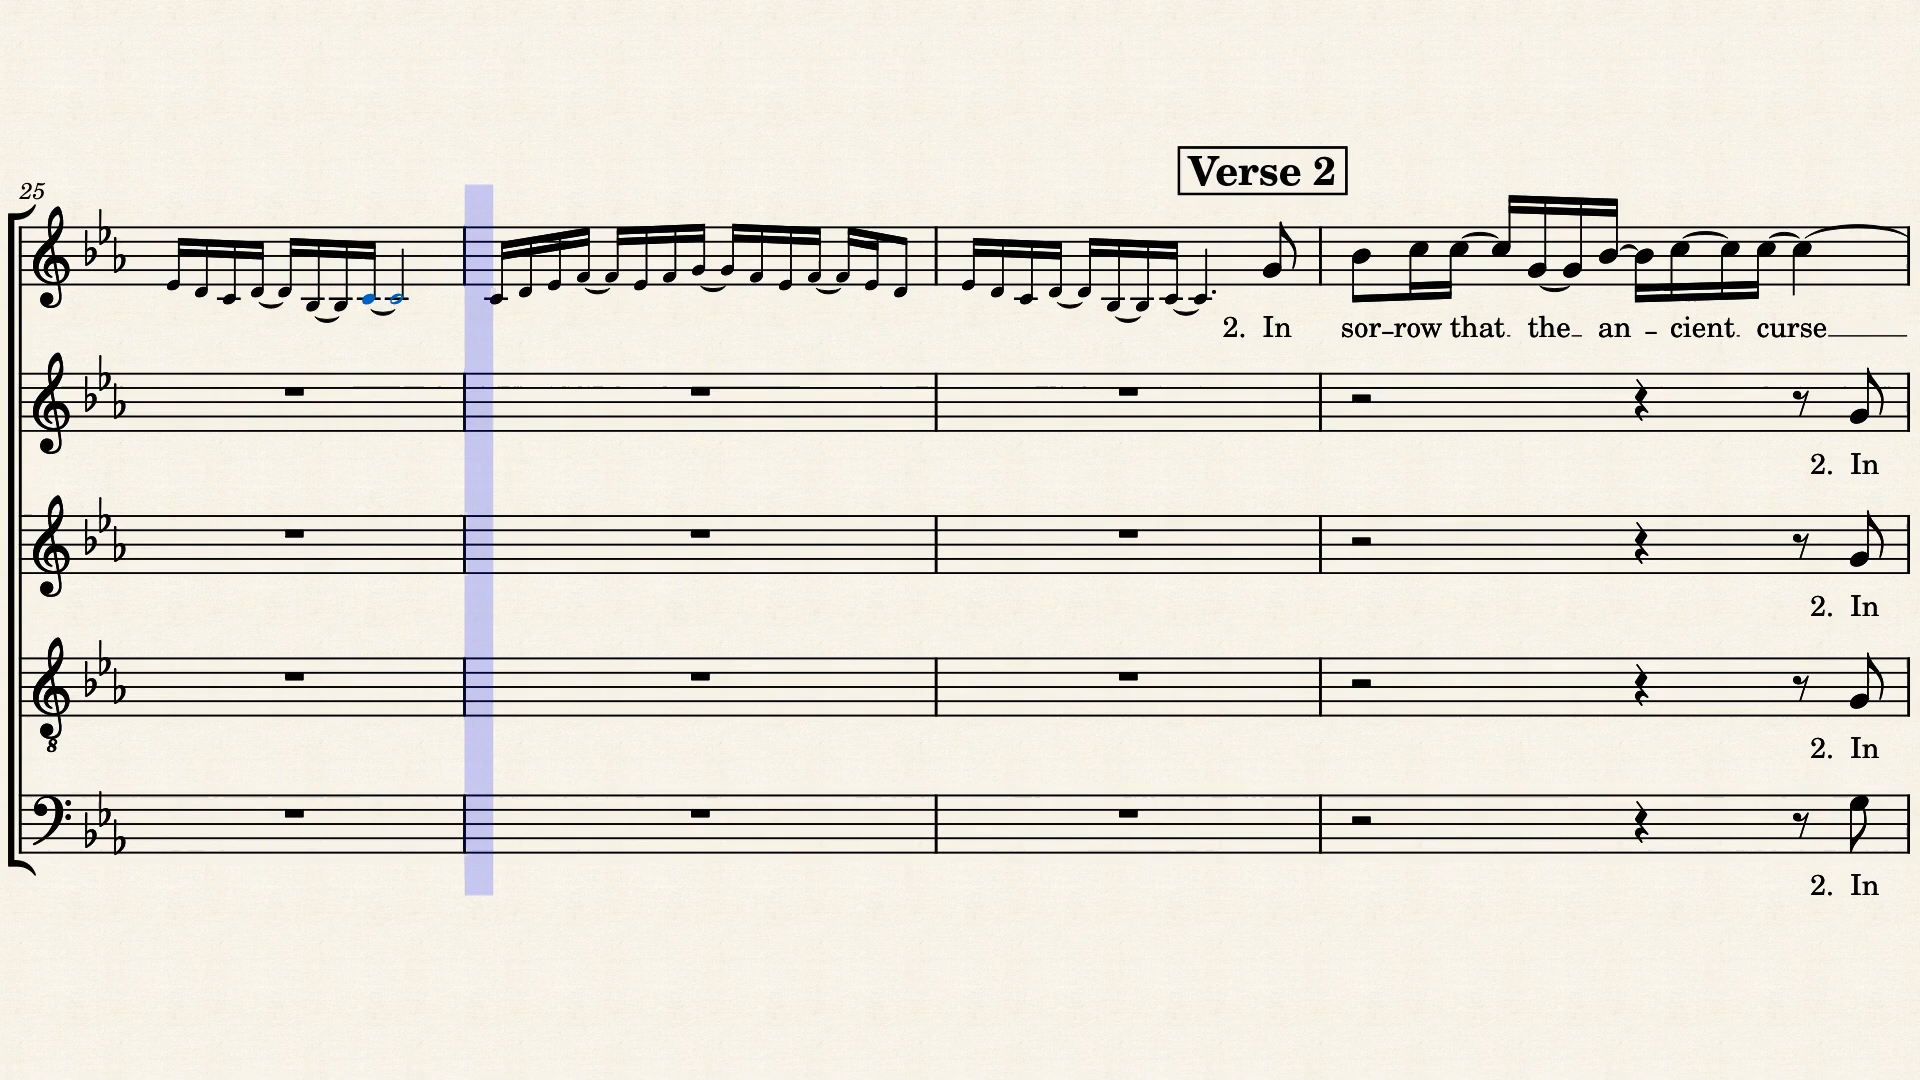 Verse 2
25
2. In sor-row that the an - cient curse
2. In
2. In
8
2. In
2. In